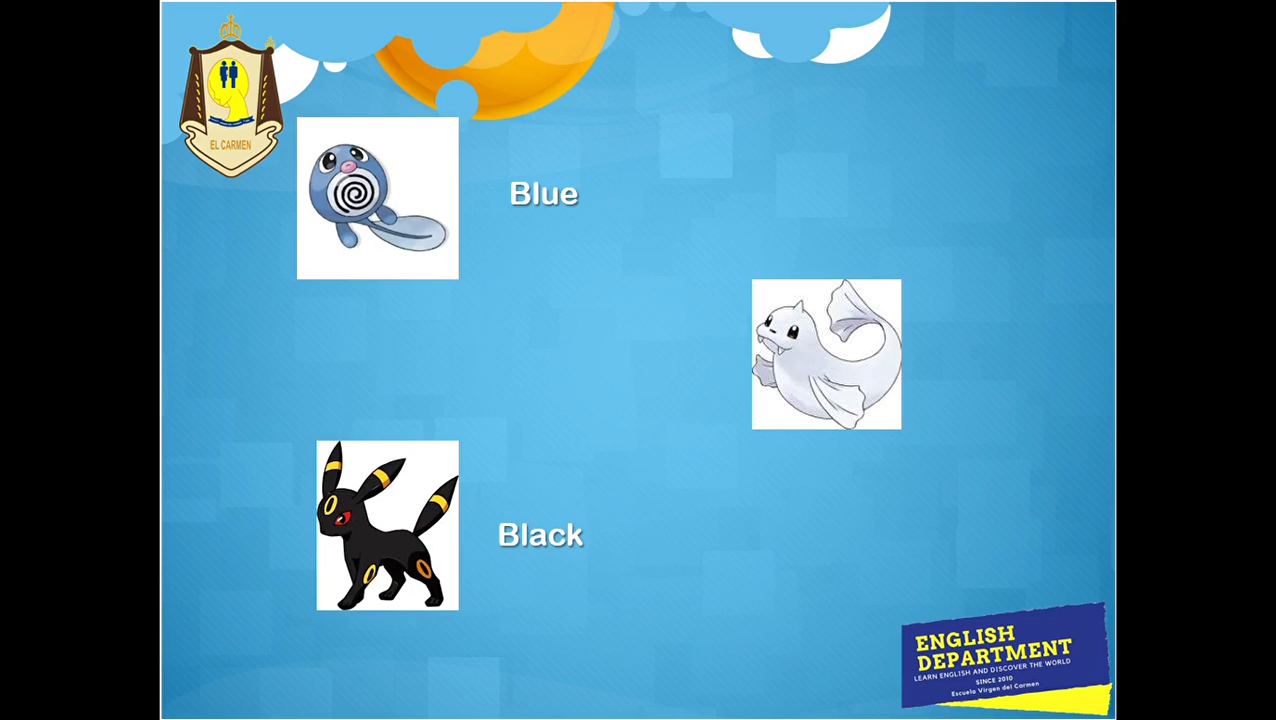 EL CARMEN
Blue
Black
ENGLISH
DEPARTMENT
LEARN ENGLISH AND DISCOVER THE WORLD
SINCE 2010
Escuela Virgen del Carmen